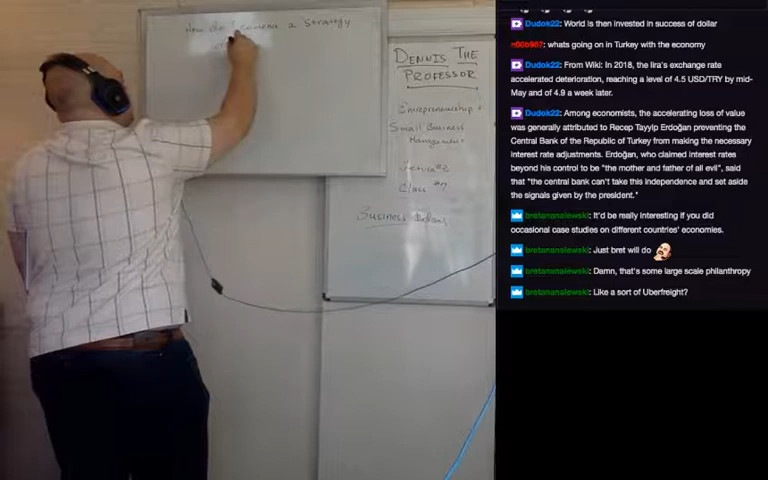 How do I a Strategy
DENNIS THE
PROFESSOR
Entrepreneurship +
Small Business
Management
Class #7
Business
Dudok22: World is then invested in success of dollar
whats going on in Turkey with the economy
Dudok22: From Wiki: In 2018, the lira's exchange rate
accelerated deterioration, reaching a level of 4.5 USD/TRY by mid-
May and of 4.9 a week later.
Dudok22: Among economists, the accelerating loss of value
was generally attributed to Recep Tayyip Erdoğan preventing the
Central Bank of the Republic of Turkey from making the necessary
interest rate adjustments. Erdoğan, who claimed interest rates
beyond his control to be "the mother and father of all evil", said
that "the central bank can't take this independence and set aside
the signals given by the president."
bretananalewski: It'd be really interesting if you did
occasional case studies on different countries' economies.
bretananalewski: Just bret will do
bretananalewski: Damn, that's some large scale philanthropy
bretananalewski: Like a sort of Uberfreight?